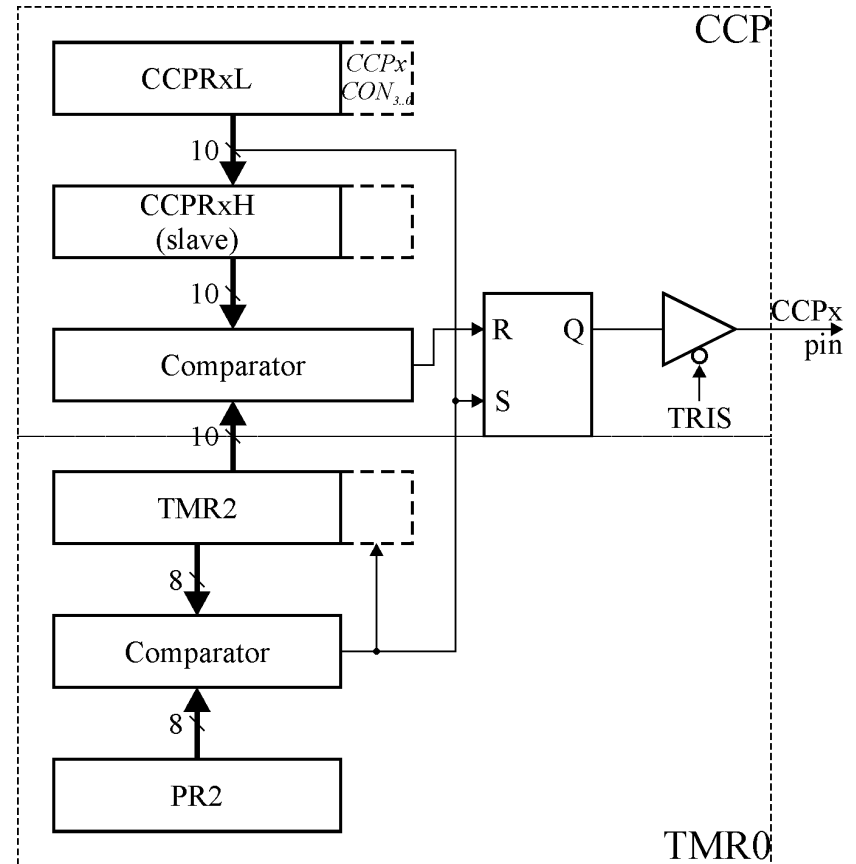 CCP
CCPRxL
CCPx
CON3..0
10
CCPRxH
(slave)
10
Comparator
R
Q
S
CCPx
pin
TRIS
10
TMR2
8
Comparator
8
PR2
TMR0